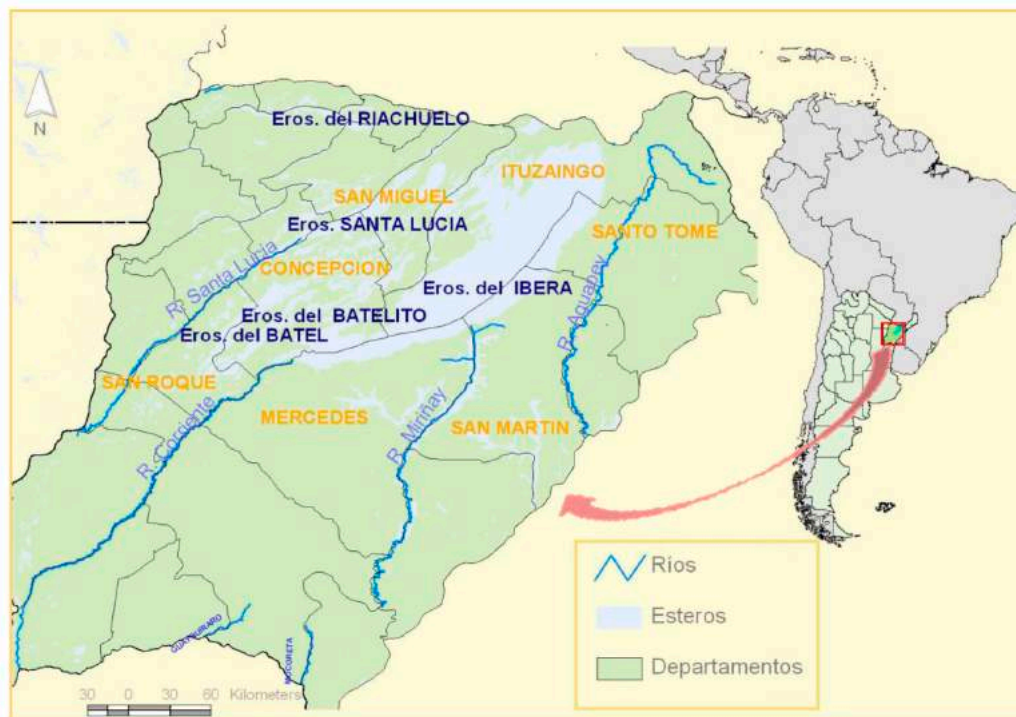 Eros. del RIACHUELO
ITUZAINGO
SAN MIGUEL
Eros. SANTA LUCIA
SANTO TOME
R. Santa Lucia
CONCEPCION
Eros. del IBERA
R. Aguapey
Eros. del BATELITO
Eros. del BATEL
SAN ROQUE
MERCEDES
R. Corriente
R. Miriñay
SAN MARTIN
N
GUAYQUIRARO
MOCORETA
30 0 30 60 Kilometers
Ríos
Esteros
Departamentos